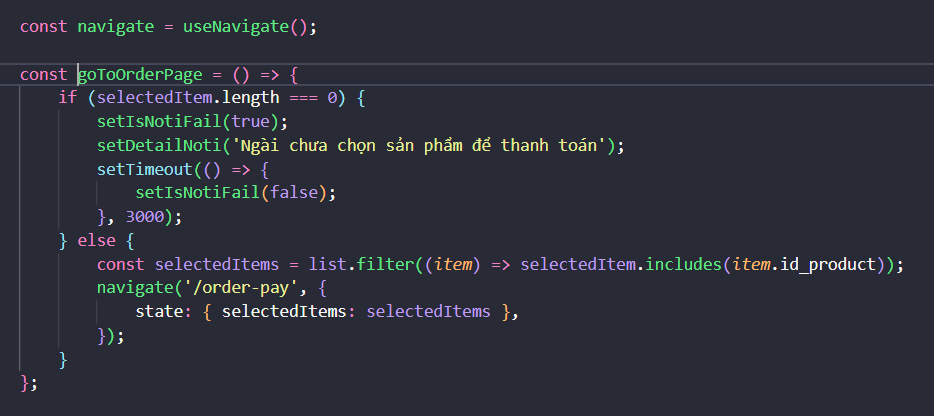 const navigate = useNavigate();
const goToOrderPage = () => {
if (selectedItem.length === 0) {
setIsNotiFail(true);
setDetailNoti('Ngài chưa chọn sản phẩm để thanh toán');
setTimeout(() => {
setIsNotiFail(false);
}, 3000);
} else {
const selectedItems = list.filter((item) => selectedItem.includes(item.id_product));
navigate('/order-pay', {
state: { selectedItems: selectedItems },
});
}
};